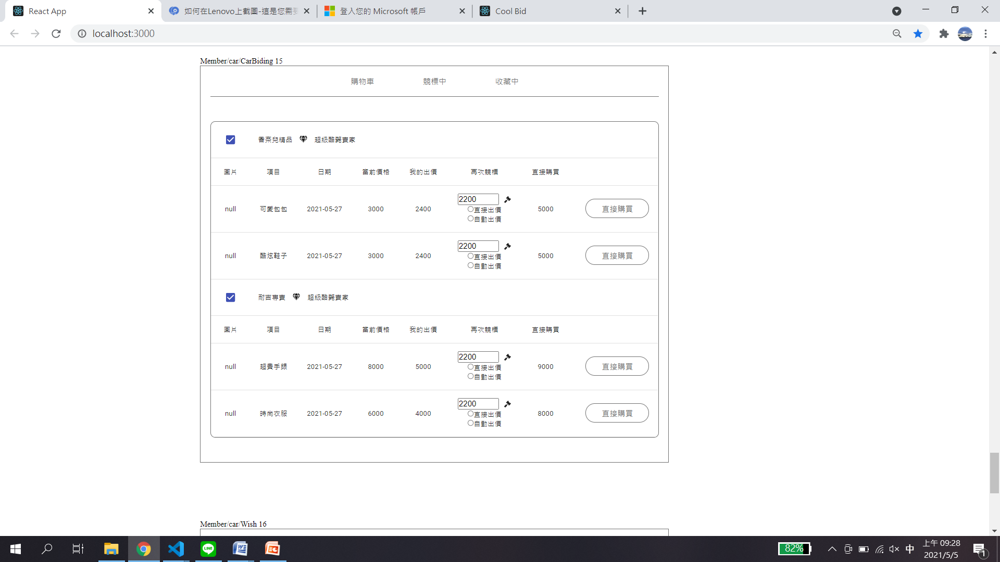 React App
如何在Lenovo上截圖-這是您需要
登入您的 Microsoft 帳戶
Cool Bid
localhost:3000
Member/car/CarBiding 15
購物車 競標中 收藏中
香奈兒精品 超級酷斃賣家
圖片 項目 日期 當前價格 我的出價 再次競標 直接購買
null 可愛包包 2021-05-27 3000 2400 2200 5000 直接購買
直接出價
自動出價
null 酷炫鞋子 2021-05-27 3000 2400 2200 5000 直接購買
直接出價
自動出價
耐吉專賣 超級酷斃賣家
圖片 項目 日期 當前價格 我的出價 再次競標 直接購買
null 超貴手錶 2021-05-27 8000 5000 2200 9000 直接購買
直接出價
自動出價
null 時尚衣服 2021-05-27 6000 4000 2200 8000 直接購買
直接出價
自動出價
Member/car/Wish 16
LINE
82%
中
上午 09:28
2021/5/5
1